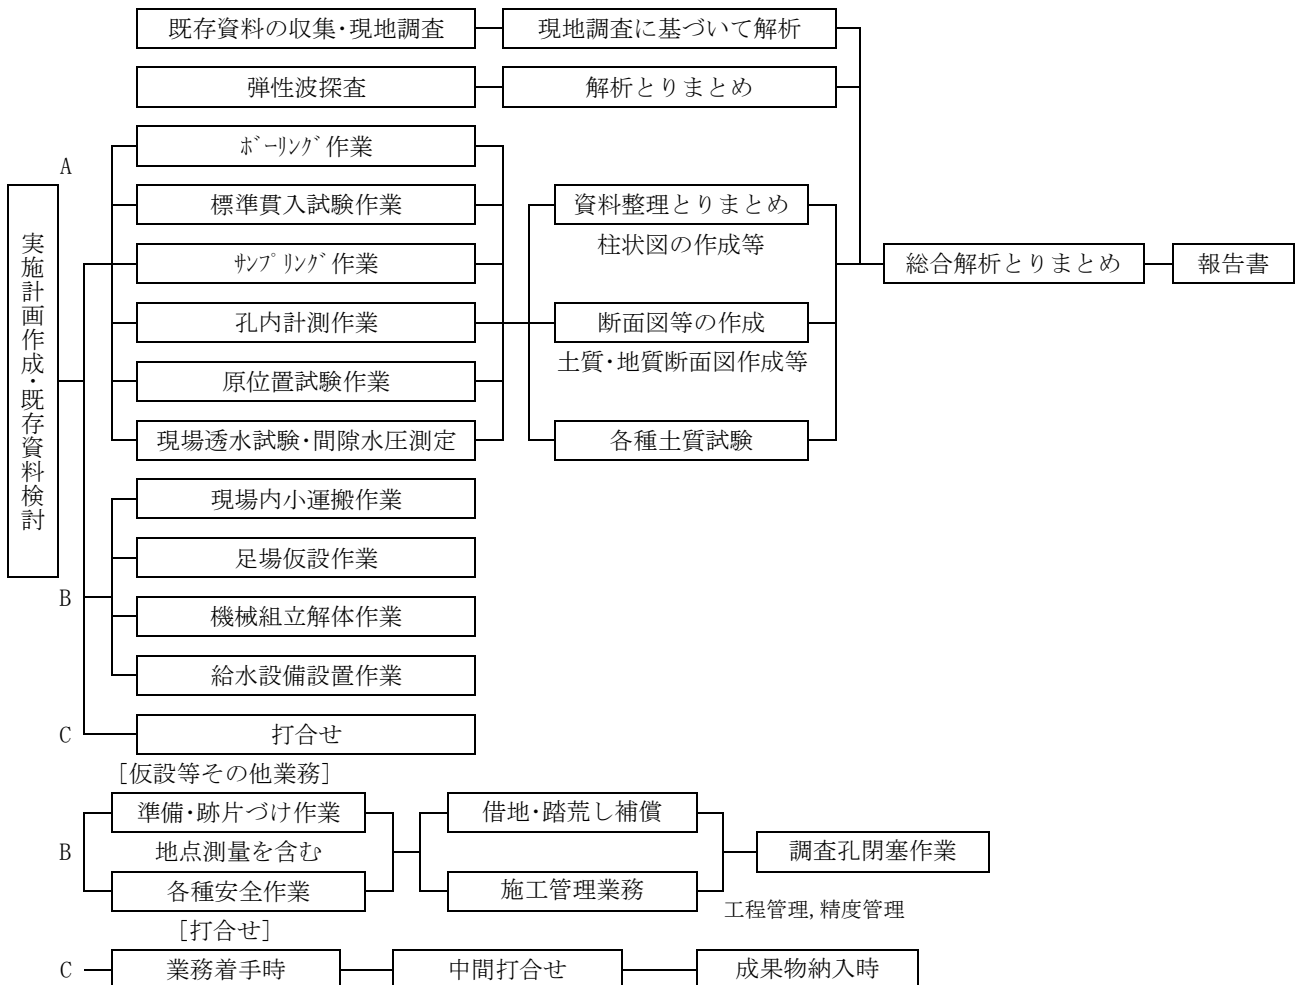 既存資料の収集･現地調査
現地調査に基づいて解析
弾性波探査
解析とりまとめ
ﾎﾞｰﾘﾝｸﾞ作業
A
標準貫入試験作業
資料整理とりまとめ
柱状図の作成等
実施計画作成・既存資料検討
ｻﾝﾌﾟﾘﾝｸﾞ作業
総合解析とりまとめ
報告書
孔内計測作業
断面図等の作成
土質･地質断面図作成等
原位置試験作業
現場透水試験･間隙水圧測定
各種土質試験
現場内小運搬作業
足場仮設作業
B
機械組立解体作業
給水設備設置作業
C
打合せ
[仮設等その他業務]
準備･跡片づけ作業
借地･踏荒し補償
B
地点測量を含む
調査孔閉塞作業
各種安全作業
施工管理業務
工程管理,精度管理
[打合せ]
C
業務着手時
中間打合せ
成果物納入時